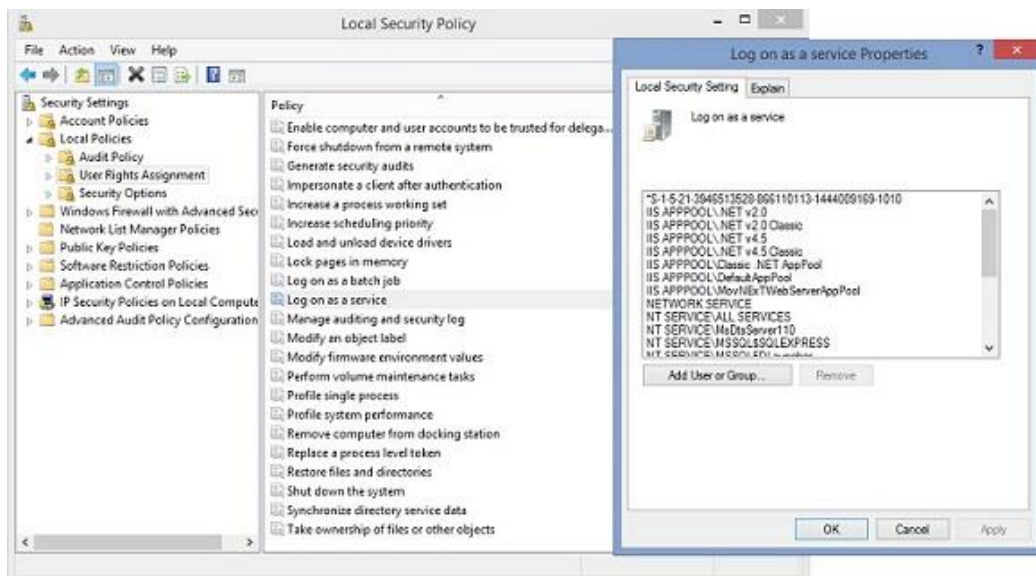 Local Security Policy
File Action View Help
Security Settings
Account Policies
Local Policies
Audit Policy
User Rights Assignment
Security Options
Windows Firewall with Advanced Sec
Network List Manager Policies
Public Key Policies
Software Restriction Policies
Application Control Policies
IP Security Policies on Local Compute
Advanced Audit Policy Configuration
Policy
Enable computer and user accounts to be trusted for delega...
Force shutdown from a remote system
Generate security audits
Impersonate a client after authentication
Increase a process working set
Increase scheduling priority
Load and unload device drivers
Lock pages in memory
Log on as a batch job
Log on as a service
Manage auditing and security log
Modify an object label
Modify firmware environment values
Perform volume maintenance tasks
Profile single process
Profile system performance
Remove computer from docking station
Replace a process level token
Restore files and directories
Shut down the system
Synchronize directory service data
Take ownership of files or other objects
Log on as a service Properties
Local Security Setting Explain
Log on as a service
*S-1-5-21-3946513528-866110113-1444009169-1010
IIS APPPOOL\.NET v2.0
IIS APPPOOL\.NET v2.0 Classic
IIS APPPOOL\.NET v4.5
IIS APPPOOL\.NET v4.5 Classic
IIS APPPOOL\Classic .NET AppPool
IIS APPPOOL\DefaultAppPool
IIS APPPOOL\MovNExTWebServerAppPool
NETWORK SERVICE
NT SERVICE\ALL SERVICES
NT SERVICE\MsDtsServer110
NT SERVICE\MSSQL$SQLEXPRESS
Add User or Group... Remove
OK Cancel Apply